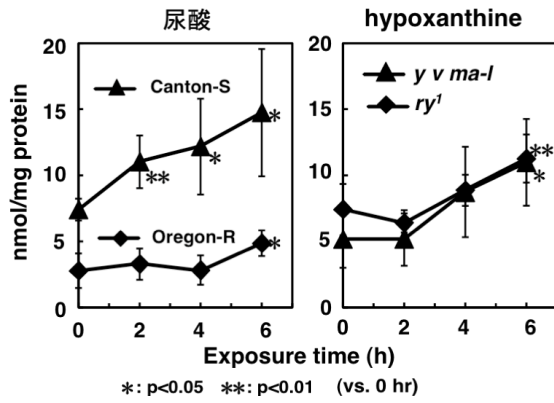 尿酸
hypoxanthine
nmol/mg protein
20
15
10
5
0
Canton-S
Oregon-R
*
**
*
*
0
2
4
6
20
15
10
5
0
y v ma-l
ry1
**
*
0
2
4
6
Exposure time (h)
*: p<0.05 **: p<0.01 (vs. 0 hr)